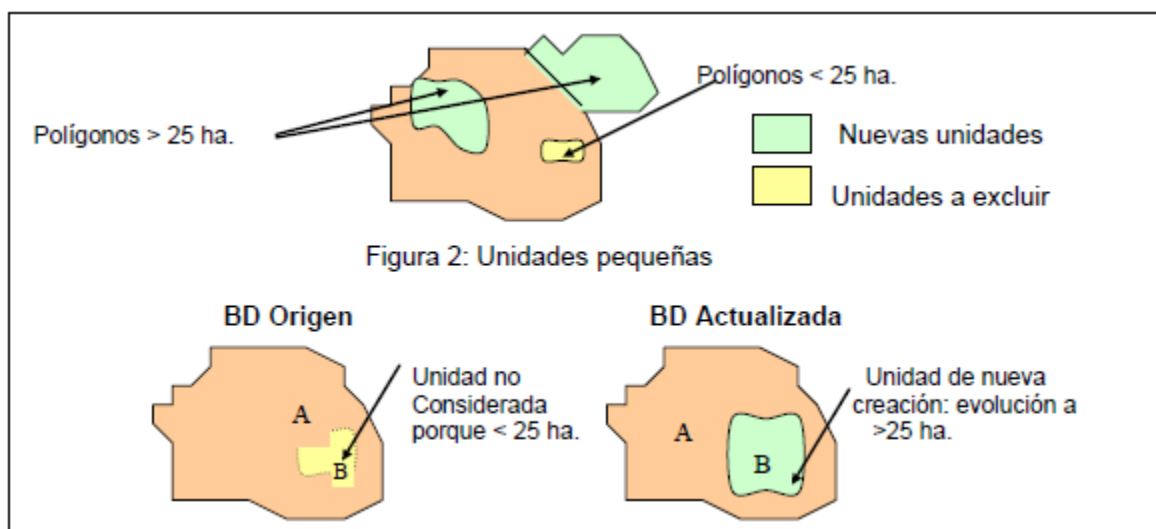 Polígonos < 25 ha.
Polígonos > 25 ha.
Nuevas unidades
Unidades a excluir
Figura 2: Unidades pequeñas
BD Origen
BD Actualizada
Unidad no
Considerada
porque < 25 ha.
A
B
Unidad de nueva
creación: evolución a
>25 ha.
A
B